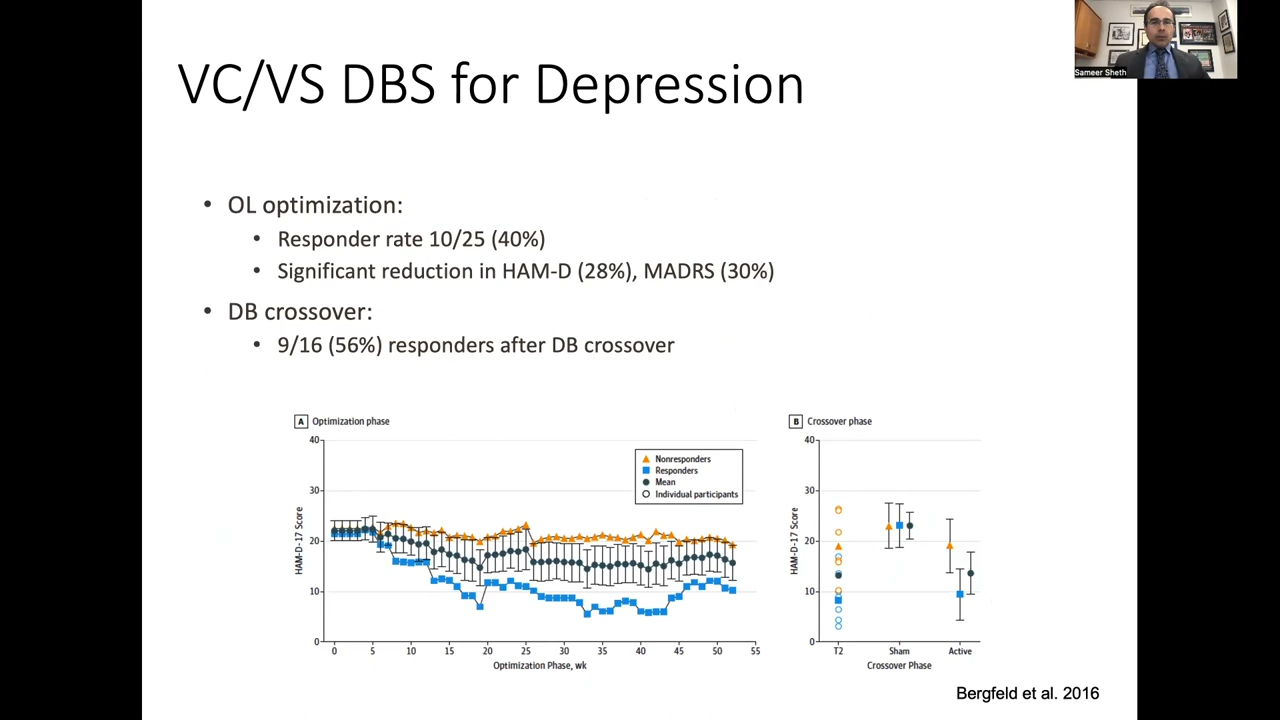 Sameer Sheth
VC/VS DBS for Depression
• OL optimization:
• Responder rate 10/25 (40%)
• Significant reduction in HAM-D (28%), MADRS (30%)
• DB crossover:
• 9/16 (56%) responders after DB crossover
A Optimization phase
40
30
20
10
0
HAM-D-17 Score
Nonresponders
Responders
Mean
Individual participants
0 5 10 15 20 25 30 35 40 45 50 55
Optimization Phase, wk
B Crossover phase
40
30
20
10
0
HAM-D-17 Score
T2 Sham Active
Crossover Phase
Bergfeld et al. 2016